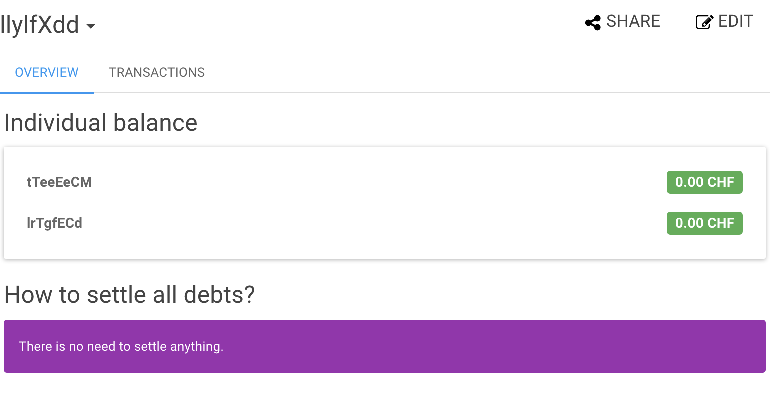 llylfXdd
SHARE
EDIT
OVERVIEW
TRANSACTIONS
Individual balance
tTeeEeCM
0.00 CHF
lrTgfECd
0.00 CHF
How to settle all debts?
There is no need to settle anything.